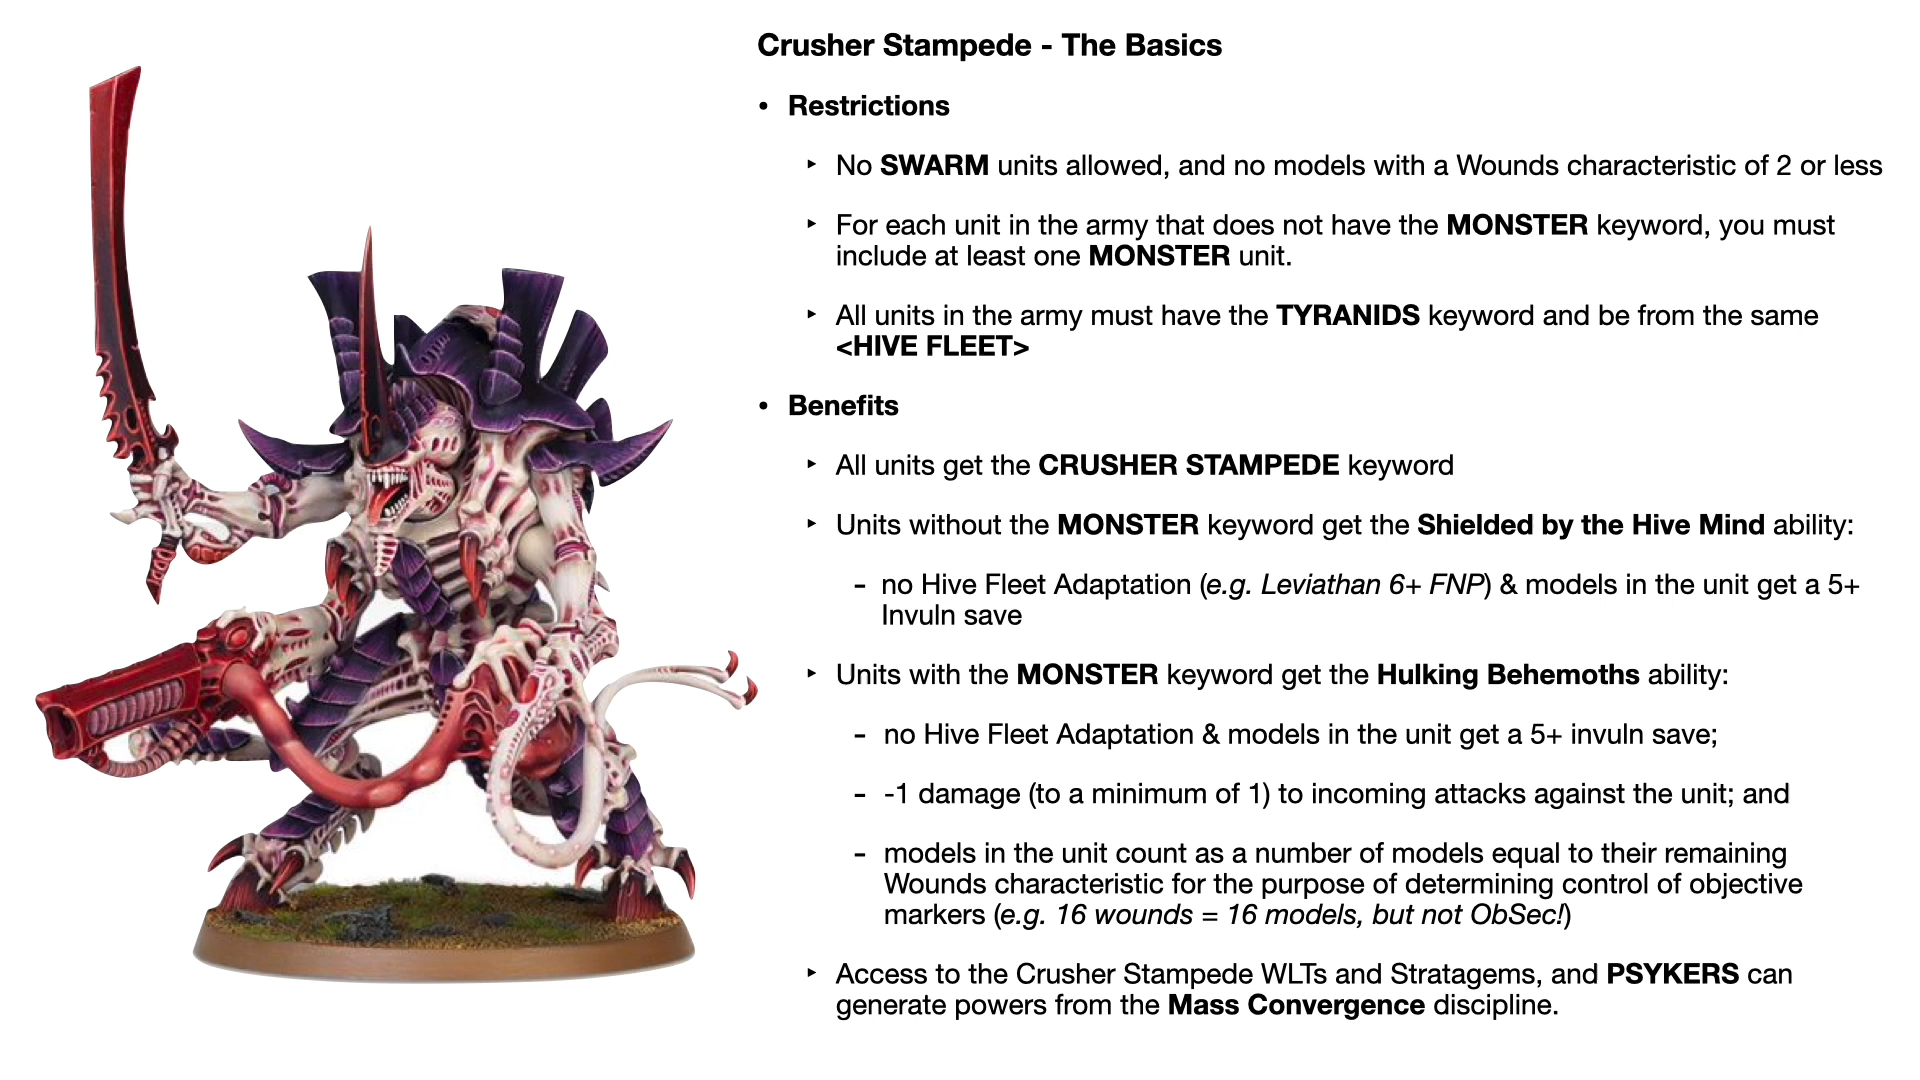 Crusher Stampede - The Basics
• Restrictions
‣ No SWARM units allowed, and no models with a Wounds characteristic of 2 or less
‣ For each unit in the army that does not have the MONSTER keyword, you must
include at least one MONSTER unit.
‣ All units in the army must have the TYRANIDS keyword and be from the same
<HIVE FLEET>
• Benefits
‣ All units get the CRUSHER STAMPEDE keyword
‣ Units without the MONSTER keyword get the Shielded by the Hive Mind ability:
- no Hive Fleet Adaptation (e.g. Leviathan 6+ FNP) & models in the unit get a 5+
Invuln save
‣ Units with the MONSTER keyword get the Hulking Behemoths ability:
- no Hive Fleet Adaptation & models in the unit get a 5+ invuln save;
- -1 damage (to a minimum of 1) to incoming attacks against the unit; and
- models in the unit count as a number of models equal to their remaining
Wounds characteristic for the purpose of determining control of objective
markers (e.g. 16 wounds = 16 models, but not ObSec!)
‣ Access to the Crusher Stampede WLTs and Stratagems, and PSYKERS can
generate powers from the Mass Convergence discipline.